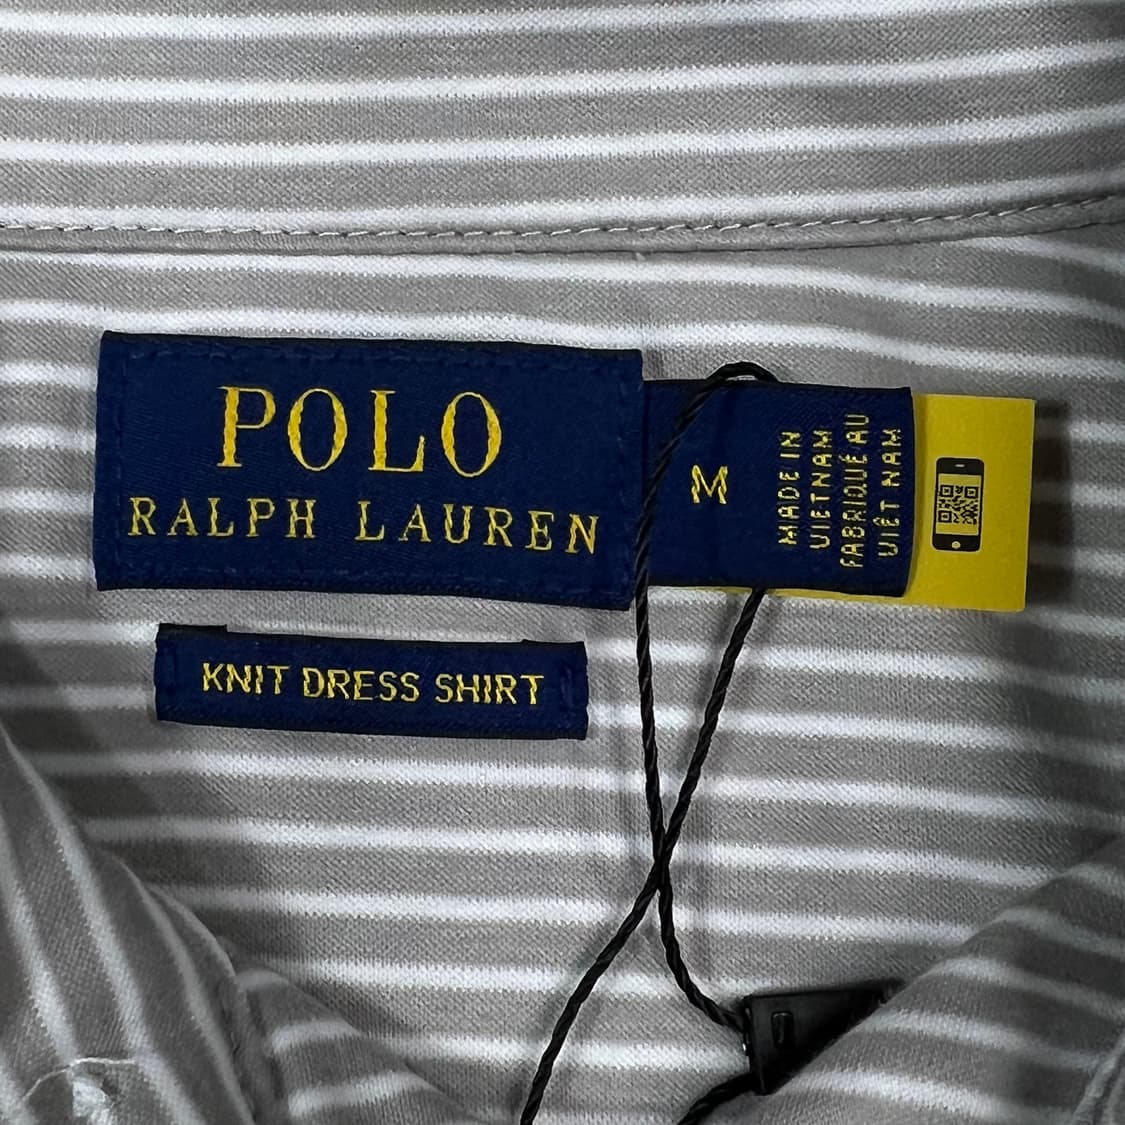 POLO
RALPH LAUREN
M
MADE IN
VIETNAM
FABRIQUÉ AU
VIÊT NAM
KNIT DRESS SHIRT